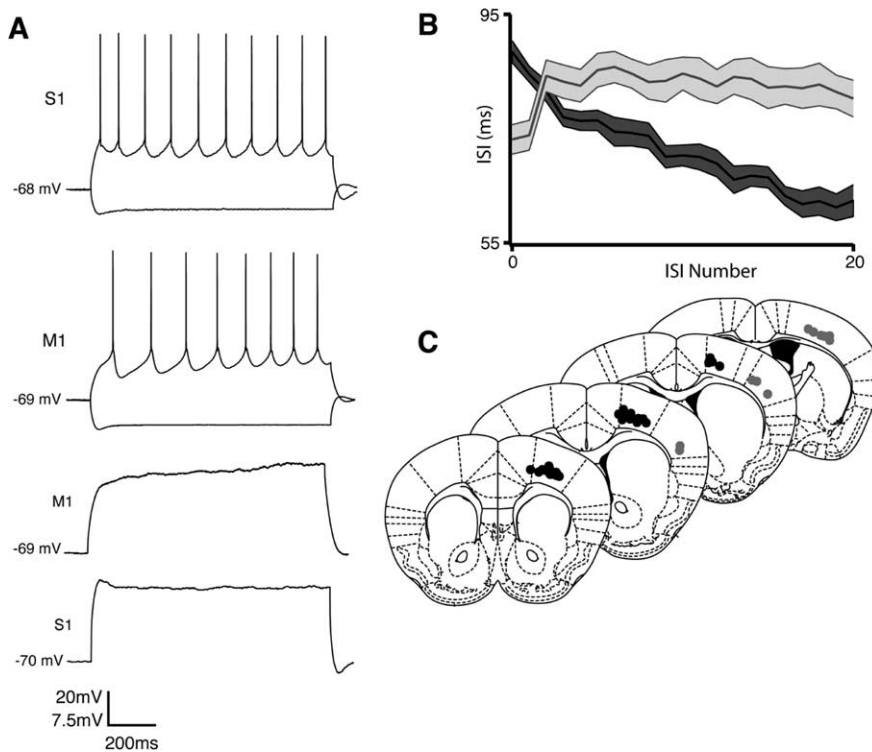 A
S1
-68 mV
M1
-69 mV
M1
-69 mV
S1
-70 mV
20mV
7.5mV
200ms
B
95
ISI (ms)
55
0
20
ISI Number
C